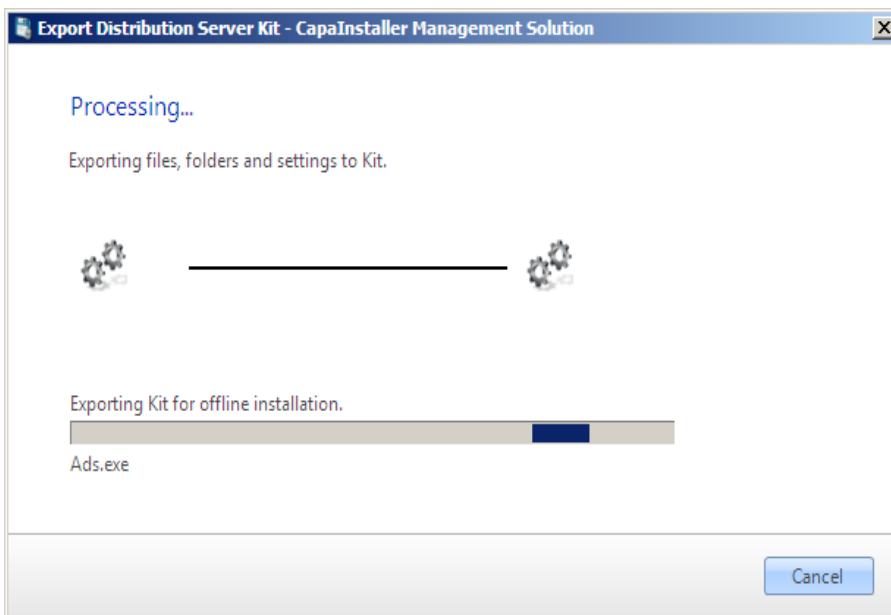 Export Distribution Server Kit - CapaInstaller Management Solution
Processing...
Exporting files, folders and settings to Kit.
Exporting Kit for offline installation.
Ads.exe
Cancel